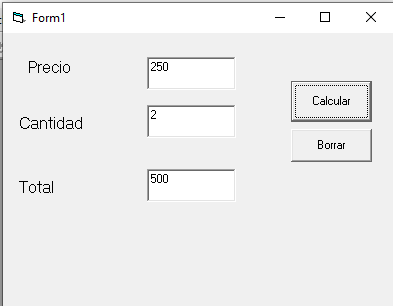 Form1
Precio 250
Calcular
Cantidad 2
Borrar
Total 500